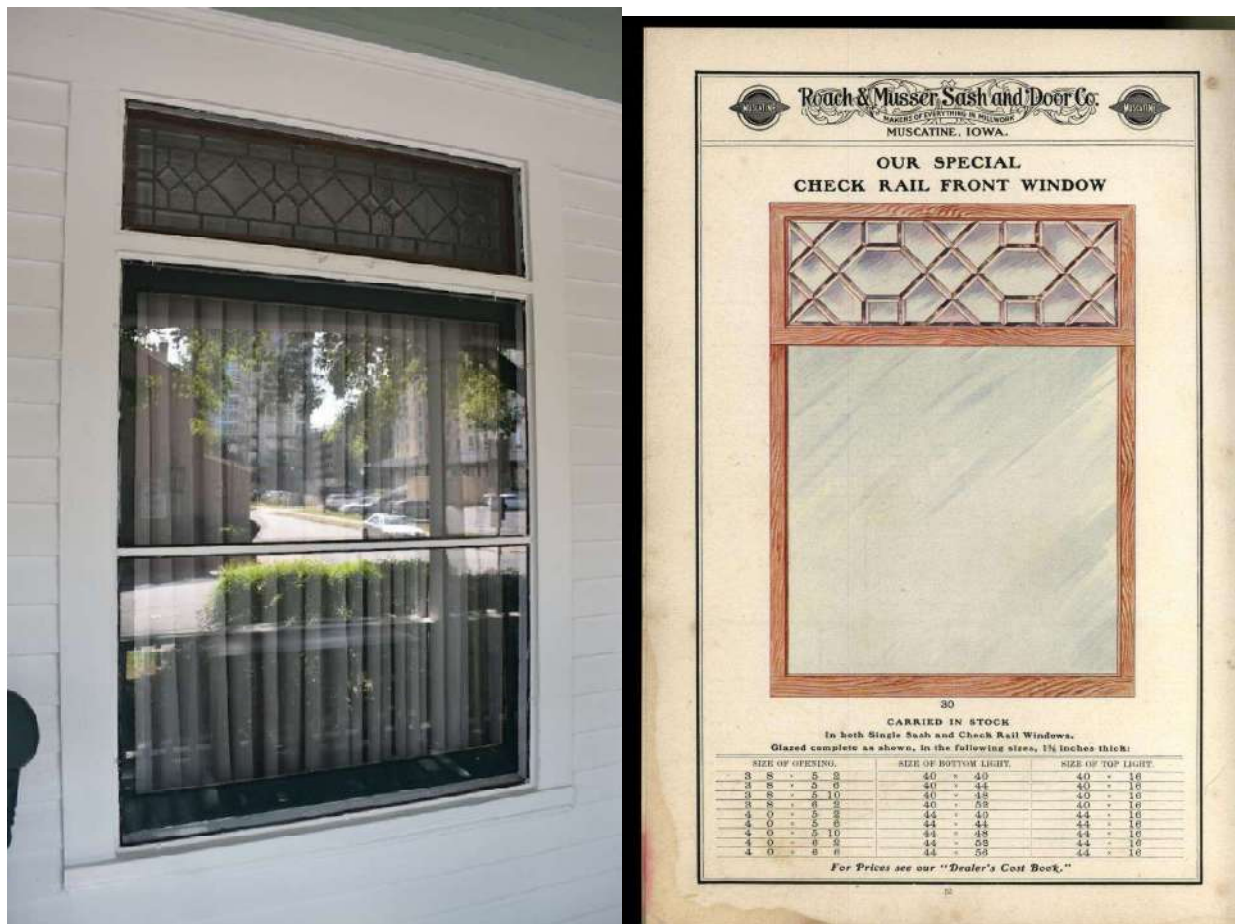 Roach & Musser Sash and Door Co.
MUSCATINE
MAKERS OF EVERYTHING IN MILLWORK
MUSCATINE
MUSCATINE, IOWA.
OUR SPECIAL
CHECK RAIL FRONT WINDOW
30
CARRIED IN STOCK
In both Single Sash and Check Rail Windows.
Glazed complete as shown, in the following sizes, 1⅜ inches thick:
SIZE OF OPENING. SIZE OF BOTTOM LIGHT. SIZE OF TOP LIGHT.
3 8 × 5 2 40 × 40 40 × 16
3 8 × 5 6 40 × 44 40 × 16
3 8 × 5 10 40 × 48 40 × 16
3 8 × 6 2 40 × 52 40 × 16
4 0 × 5 2 44 × 40 44 × 16
4 0 × 5 6 44 × 44 44 × 16
4 0 × 5 10 44 × 48 44 × 16
4 0 × 6 2 44 × 52 44 × 16
4 0 × 6 6 44 × 56 44 × 16
For Prices see our "Dealer's Cost Book."